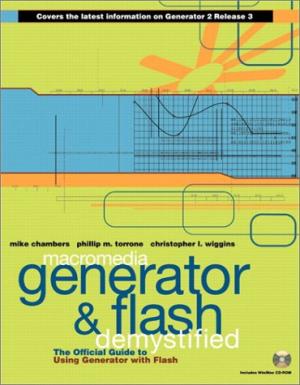 Covers the latest information on Generator 2 Release 3
mike chambers phillip m. torrone christopher l. wiggins
macromedia
generator
& flash
demystified
The Official Guide to
Using Generator with Flash
Includes Win/Mac CD-ROM